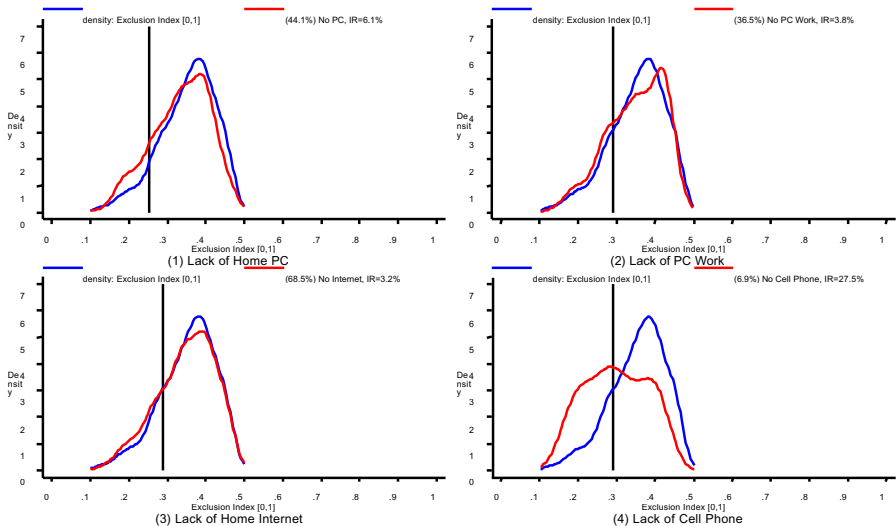 density: Exclusion Index [0,1] (44.1%) No PC, IR=6.1%
7
6
5
De4
nsit
y
3
2
1
0
0 .1 .2 .3 .4 .5 .6 .7 .8 .9 1
Exclusion Index [0,1]
(1) Lack of Home PC
density: Exclusion Index [0,1] (36.5%) No PC Work, IR=3.8%
7
6
5
De4
nsit
y
3
2
1
0
0 .1 .2 .3 .4 .5 .6 .7 .8 .9 1
Exclusion Index [0,1]
(2) Lack of PC Work
density: Exclusion Index [0,1] (68.5%) No Internet, IR=3.2%
7
6
5
De4
nsit
y
3
2
1
0
0 .1 .2 .3 .4 .5 .6 .7 .8 .9 1
Exclusion Index [0,1]
(3) Lack of Home Internet
density: Exclusion Index [0,1] (6.9%) No Cell Phone, IR=27.5%
7
6
5
De4
nsit
y
3
2
1
0
0 .1 .2 .3 .4 .5 .6 .7 .8 .9 1
Exclusion Index [0,1]
(4) Lack of Cell Phone